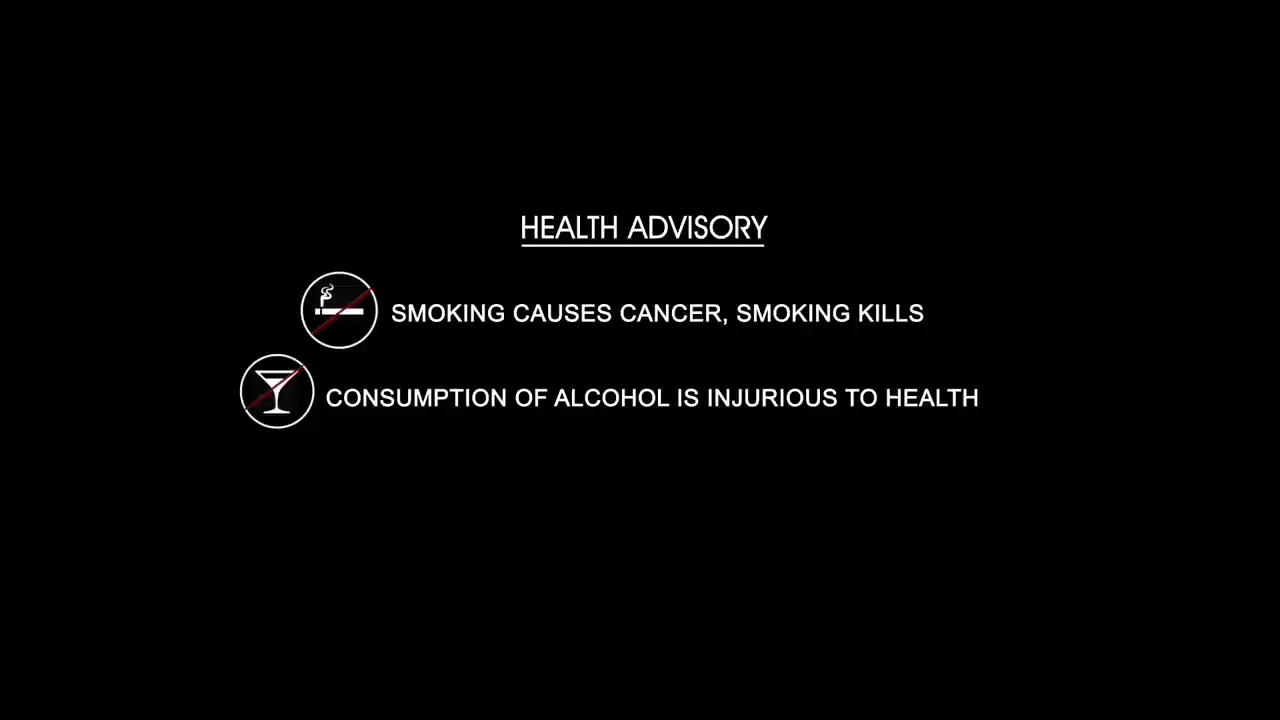 HEALTH ADVISORY
SMOKING CAUSES CANCER, SMOKING KILLS
CONSUMPTION OF ALCOHOL IS INJURIOUS TO HEALTH